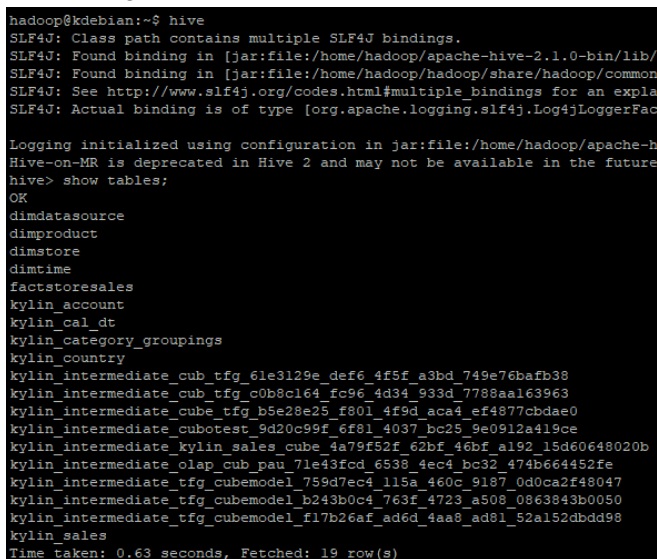 hadoop@kdebian:~$ hive
SLF4J: Class path contains multiple SLF4J bindings.
SLF4J: Found binding in [jar:file:/home/hadoop/apache-hive-2.1.0-bin/lib/
SLF4J: Found binding in [jar:file:/home/hadoop/hadoop/share/hadoop/common
SLF4J: See http://www.slf4j.org/codes.html#multiple_bindings for an expla
SLF4J: Actual binding is of type [org.apache.logging.slf4j.Log4jLoggerFac
Logging initialized using configuration in jar:file:/home/hadoop/apache-h
Hive-on-MR is deprecated in Hive 2 and may not be available in the future
hive> show tables;
OK
dimdatasource
dimproduct
dimstore
dimtime
factstoresales
kylin_account
kylin_cal_dt
kylin_category_groupings
kylin_country
kylin_intermediate_cub_tfg_61e3129e_def6_4f5f_a3bd_749e76bafb38
kylin_intermediate_cub_tfg_c0b8c164_fc96_4d34_933d_7788aa163963
kylin_intermediate_cube_tfg_b5e28e25_f801_4f9d_aca4_ef4877cbdae0
kylin_intermediate_cubotest_9d20c99f_6f81_4037_bc25_9e0912a419ce
kylin_intermediate_kylin_sales_cube_4a79f52f_62bf_46bf_a192_15d60648020b
kylin_intermediate_olap_cub_pau_71e43fcd_6538_4ec4_bc32_474b664452fe
kylin_intermediate_tfg_cubemodel_759d7ec4_115a_460c_9187_0d0ca2f48047
kylin_intermediate_tfg_cubemodel_b243b0c4_763f_4723_a508_0863843b0050
kylin_intermediate_tfg_cubemodel_f17b26af_ad6d_4aa8_ad81_52a152dbdd98
kylin_sales
Time taken: 0.63 seconds, Fetched: 19 row(s)